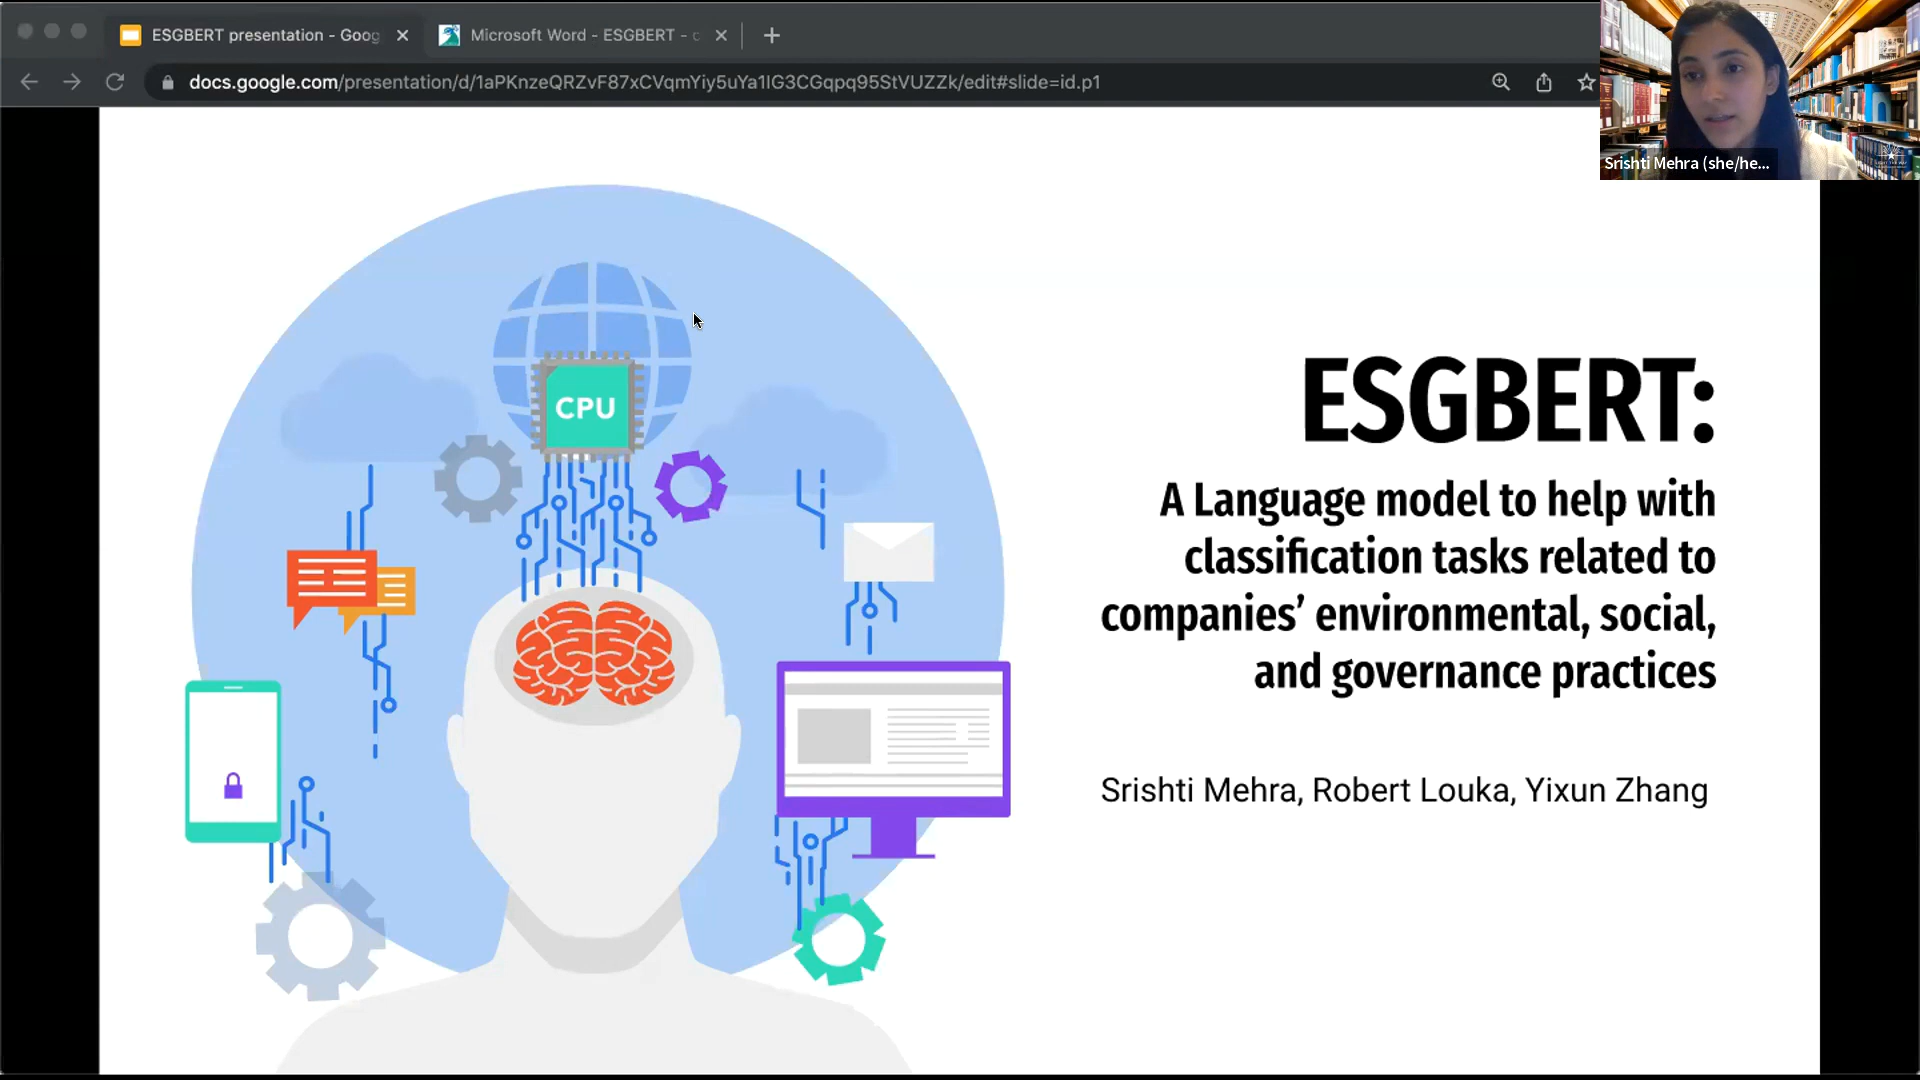 ESGBERT presentation - Goog
Microsoft Word - ESGBERT - c
docs.google.com/presentation/d/1aPKnzeQRZvF87xCVqmYiy5uYa1lG3CGqpq95StVUZZk/edit#slide=id.p1
Srishti Mehra (she/he...
CPU
ESGBERT:
A Language model to help with
classification tasks related to
companies’ environmental, social,
and governance practices
Srishti Mehra, Robert Louka, Yixun Zhang